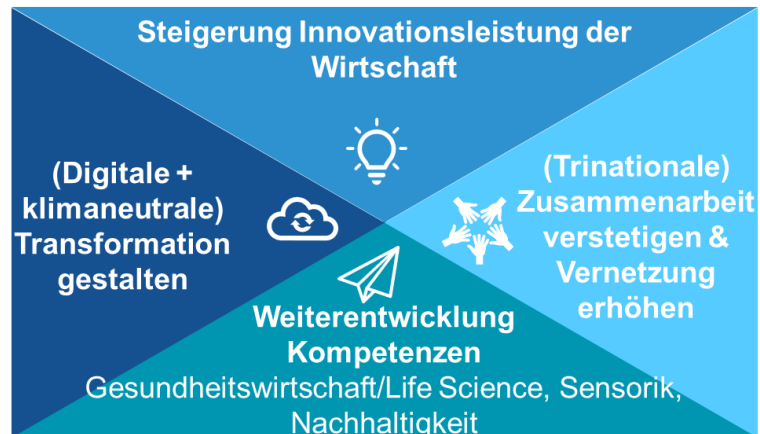 Steigerung Innovationsleistung der
Wirtschaft
(Digitale +
klimaneutrale)
Transformation
gestalten
(Trinationale)
Zusammenarbeit
verstetigen &
Vernetzung
erhöhen
Weiterentwicklung
Kompetenzen
Gesundheitswirtschaft/Life Science, Sensorik,
Nachhaltigkeit